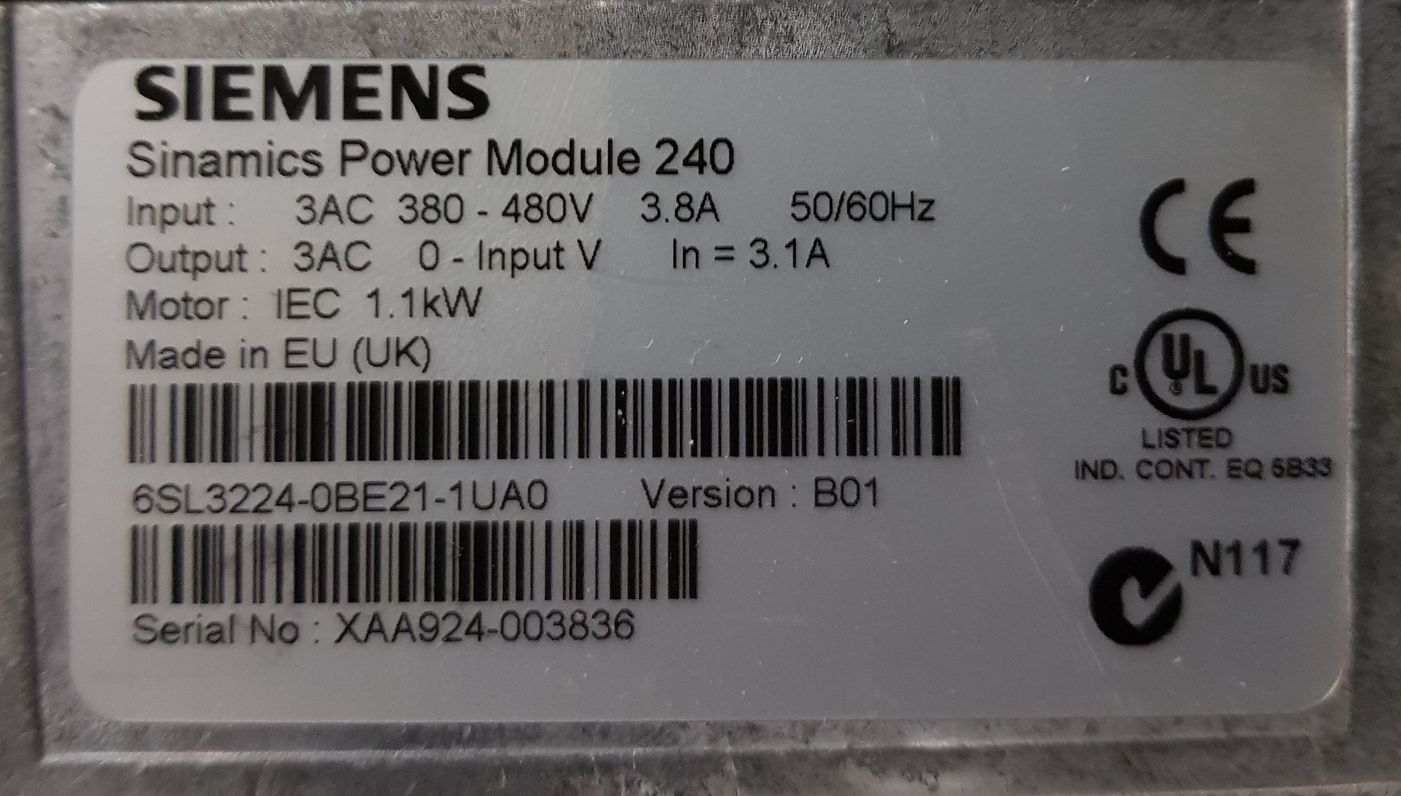 SIEMENS
Sinamics Power Module 240
Input : 3AC 380 - 480V 3.8A 50/60Hz
Output : 3AC 0 - Input V In = 3.1A
Motor : IEC 1.1kW
Made in EU (UK)
6SL3224-0BE21-1UA0 Version : B01
Serial No : XAA924-003836
CE
C UL US
LISTED
IND. CONT. EQ 5B33
N117